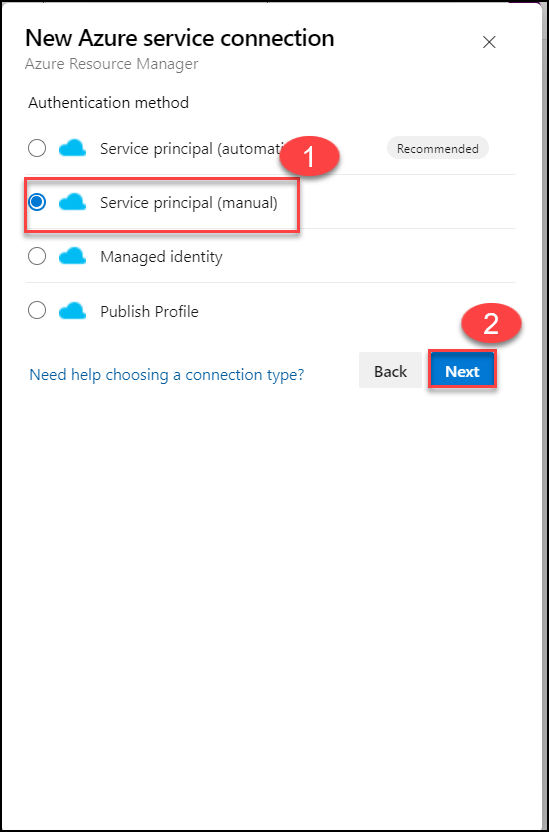 New Azure service connection
Azure Resource Manager
Authentication method
Service principal (automati
1
Recommended
Service principal (manual)
Managed identity
Publish Profile
2
Need help choosing a connection type?
Back
Next